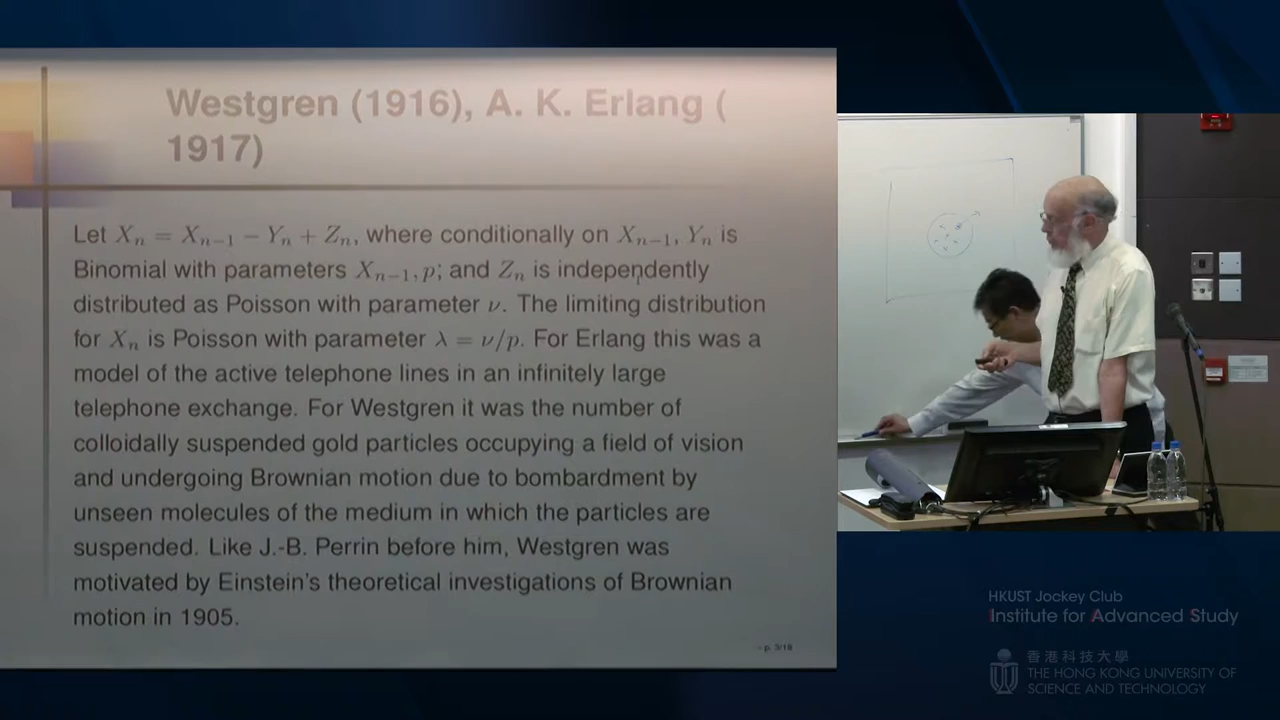 Westgren (1916), A. K. Erlang (
1917)
Let Xₙ = Xₙ₋₁ − Yₙ + Zₙ, where conditionally on Xₙ₋₁, Yₙ is
Binomial with parameters Xₙ₋₁, p; and Zₙ is independently
distributed as Poisson with parameter ν. The limiting distribution
for Xₙ is Poisson with parameter λ = ν/p. For Erlang this was a
model of the active telephone lines in an infinitely large
telephone exchange. For Westgren it was the number of
colloidally suspended gold particles occupying a field of vision
and undergoing Brownian motion due to bombardment by
unseen molecules of the medium in which the particles are
suspended. Like J.-B. Perrin before him, Westgren was
motivated by Einstein's theoretical investigations of Brownian
motion in 1905.
– p. 3/18
HKUST Jockey Club
Institute for Advanced Study
香港科技大學
THE HONG KONG UNIVERSITY OF
SCIENCE AND TECHNOLOGY